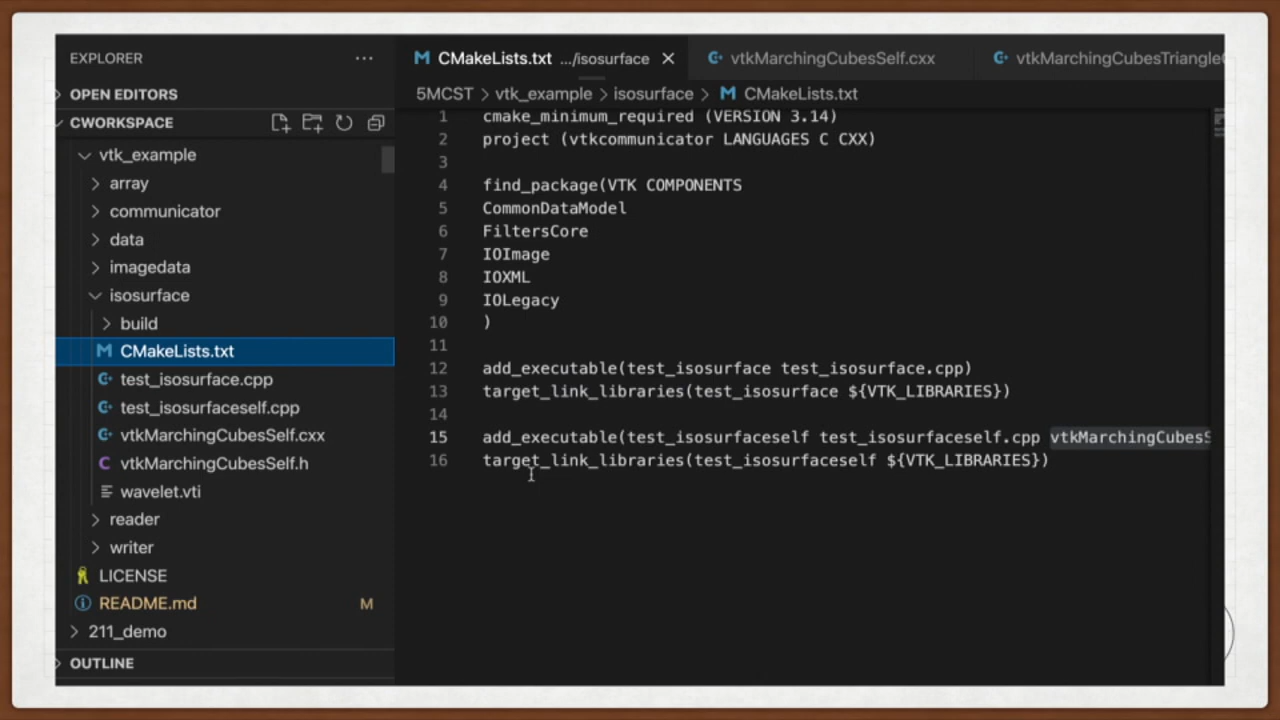 EXPLORER
OPEN EDITORS
CWORKSPACE
vtk_example
array
communicator
data
imagedata
isosurface
build
CMakeLists.txt
test_isosurface.cpp
test_isosurfaceself.cpp
vtkMarchingCubesSelf.cxx
vtkMarchingCubesSelf.h
wavelet.vti
reader
writer
LICENSE
README.md M
211_demo
OUTLINE
CMakeLists.txt .../isosurface
vtkMarchingCubesSelf.cxx
vtkMarchingCubesTriangle
5MCST > vtk_example > isosurface > CMakeLists.txt
1 cmake_minimum_required (VERSION 3.14)
2 project (vtkcommunicator LANGUAGES C CXX)
3
4 find_package(VTK COMPONENTS
5 CommonDataModel
6 FiltersCore
7 IOImage
8 IOXML
9 IOLegacy
10 )
11
12 add_executable(test_isosurface test_isosurface.cpp)
13 target_link_libraries(test_isosurface ${VTK_LIBRARIES})
14
15 add_executable(test_isosurfaceself test_isosurfaceself.cpp vtkMarchingCubesS
16 target_link_libraries(test_isosurfaceself ${VTK_LIBRARIES})